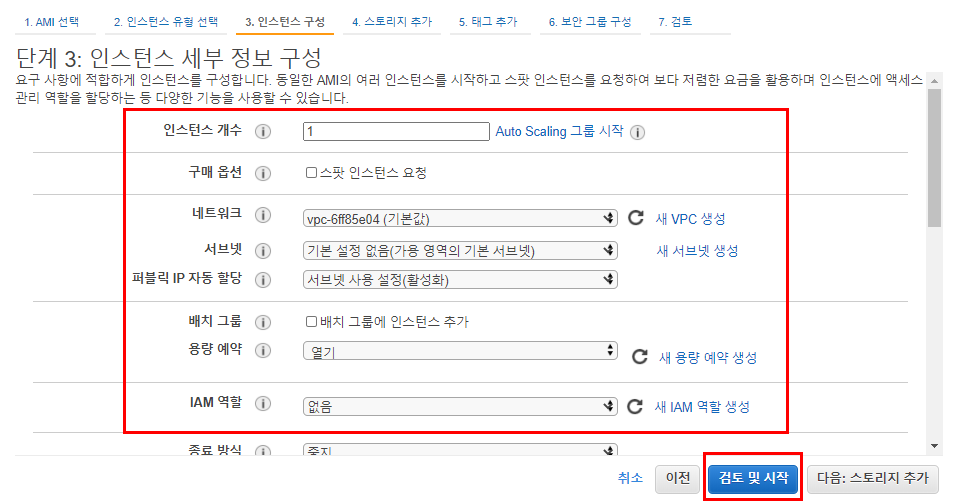 1. AMI 선택 2. 인스턴스 유형 선택 3. 인스턴스 구성 4. 스토리지 추가 5. 태그 추가 6. 보안 그룹 구성 7. 검토
단계 3: 인스턴스 세부 정보 구성
요구 사항에 적합하게 인스턴스를 구성합니다. 동일한 AMI의 여러 인스턴스를 시작하고 스팟 인스턴스를 요청하여 보다 저렴한 요금을 활용하며 인스턴스에 액세스
관리 역할을 할당하는 등 다양한 기능을 사용할 수 있습니다.
인스턴스 개수 i 1 Auto Scaling 그룹 시작 i
구매 옵션 i 스팟 인스턴스 요청
네트워크 i vpc-6ff85e04 (기본값) 새 VPC 생성
서브넷 i 기본 설정 없음(가용 영역의 기본 서브넷) 새 서브넷 생성
퍼블릭 IP 자동 할당 i 서브넷 사용 설정(활성화)
배치 그룹 i 배치 그룹에 인스턴스 추가
용량 예약 i 열기 새 용량 예약 생성
IAM 역할 i 없음 새 IAM 역할 생성
종료 방식 i 중지
취소 이전 검토 및 시작 다음: 스토리지 추가